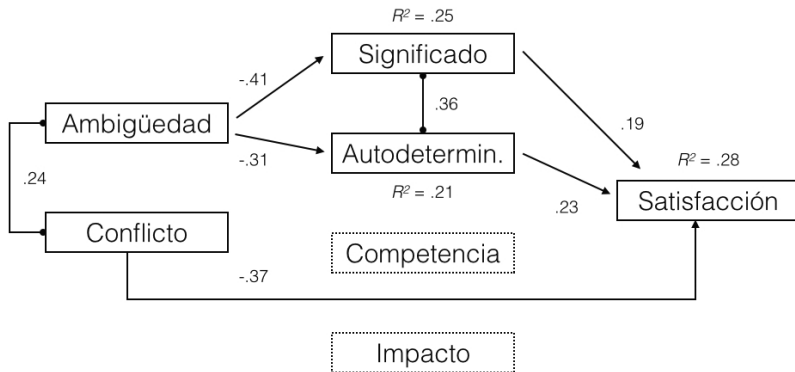 R² = .25
Significado
-.41
.36
Ambigüedad
.19
-.31
Autodetermin.
R² = .28
.24
R² = .21
.23
Satisfacción
Conflicto
Competencia
-.37
Impacto